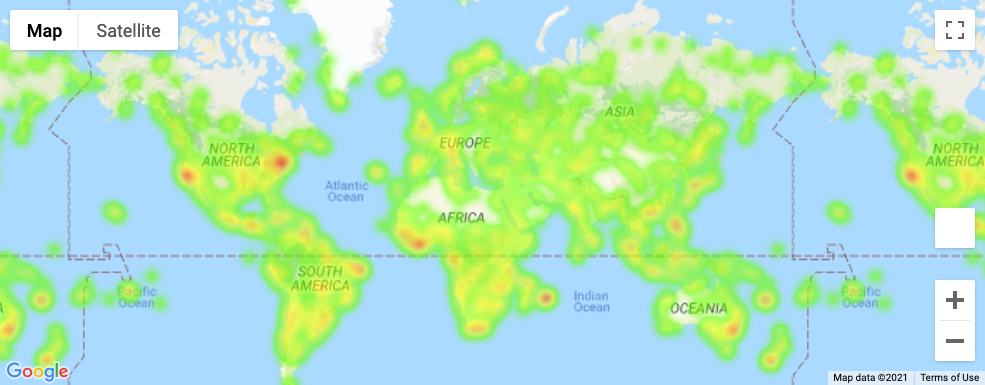 Map
Satellite
ASIA
EUROPE
NORTH
AMERICA
NORTH
AMERICA
Atlantic
Ocean
AFRICA
SOUTH
AMERICA
Pacific
Ocean
Indian
Ocean
Pacific
Ocean
OCEANIA
Google
Map data ©2021
Terms of Use